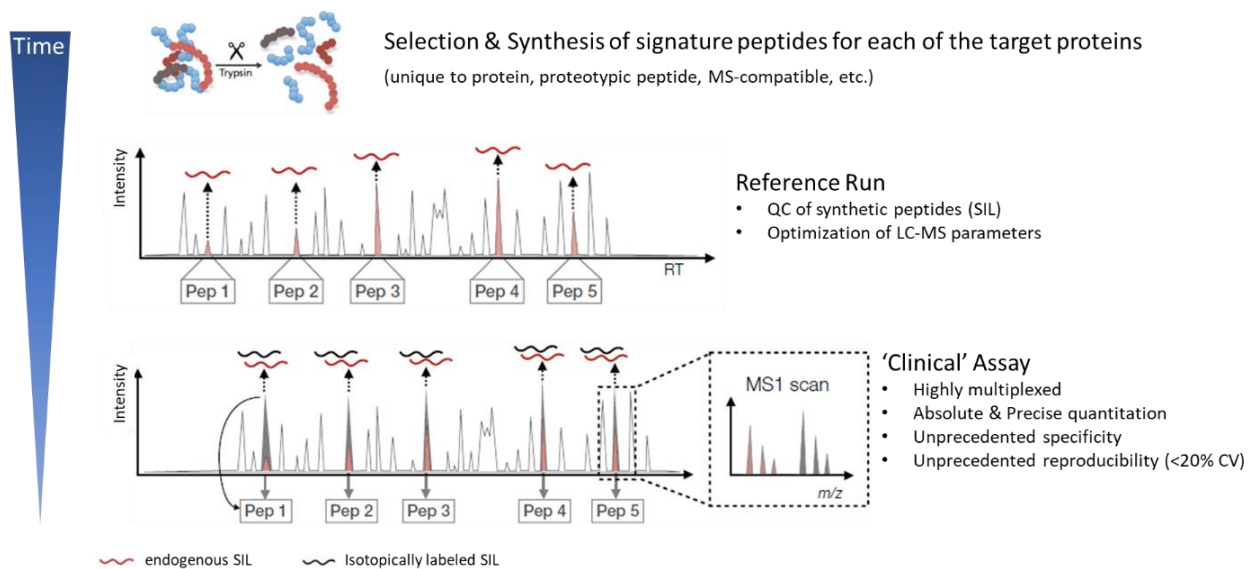 Time
Trypsin
Selection & Synthesis of signature peptides for each of the target proteins
(unique to protein, proteotypic peptide, MS-compatible, etc.)
Intensity
RT
Pep 1
Pep 2
Pep 3
Pep 4
Pep 5
Reference Run
• QC of synthetic peptides (SIL)
• Optimization of LC-MS parameters
Intensity
Pep 1
Pep 2
Pep 3
Pep 4
Pep 5
MS1 scan
m/z
‘Clinical’ Assay
• Highly multiplexed
• Absolute & Precise quantitation
• Unprecedented specificity
• Unprecedented reproducibility (<20% CV)
endogenous SIL
Isotopically labeled SIL